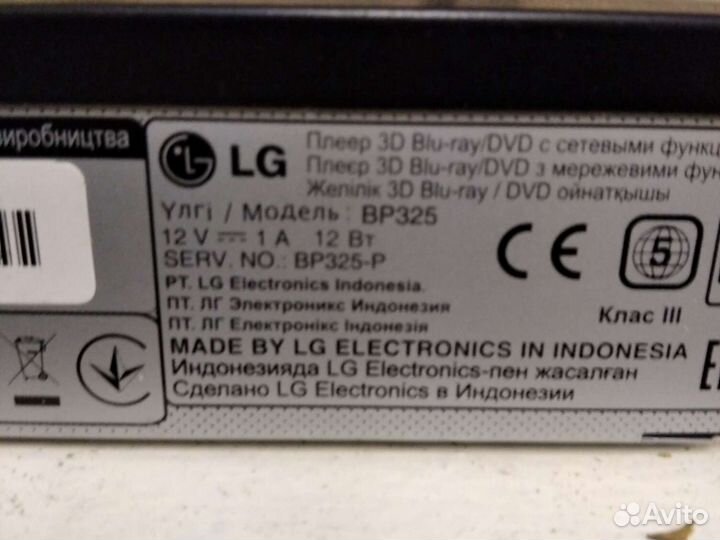 виробництва
LG
Плеер 3D Blu-ray/DVD с сетевыми функц
Плеєр 3D Blu-ray/DVD з мережевими фун
Желілік 3D Blu-ray / DVD ойнатқышы
Үлгі / Модель : BP325
12 V ⎓ 1 A 12 Вт
SERV. NO.: BP325-P
PT. LG Electronics Indonesia.
ПТ. ЛГ Электроникс Индонезия
ПТ. ЛГ Електронікс Індонезія
CE
5
Клас III
MADE BY LG ELECTRONICS IN INDONESIA
Индонезияда LG Electronics-пен жасалған
Сделано LG Electronics в Индонезии
Avito